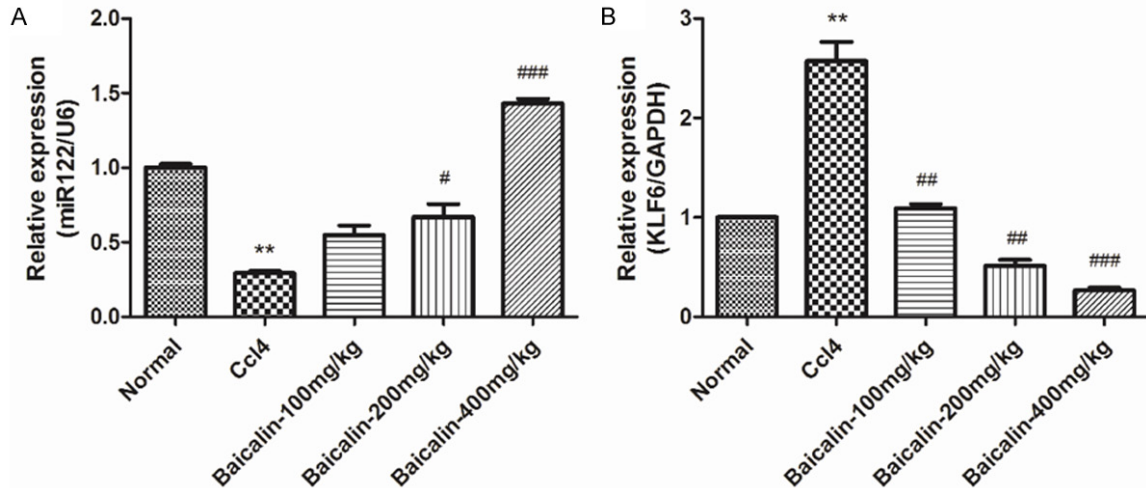 A
Relative expression
(miR122/U6)
2.0
1.5
1.0
0.5
0.0
**
#
###
Normal
Ccl4
Baicalin-100mg/kg
Baicalin-200mg/kg
Baicalin-400mg/kg
B
Relative expression
(KLF6/GAPDH)
3
2
1
0
**
##
##
###
Normal
Ccl4
Baicalin-100mg/kg
Baicalin-200mg/kg
Baicalin-400mg/kg